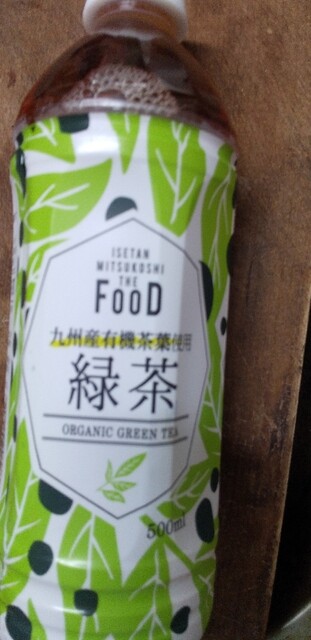 ISETAN
MITSUKOSHI
THE
FooD
九州産有機茶葉使用
緑茶
ORGANIC GREEN TEA
500ml